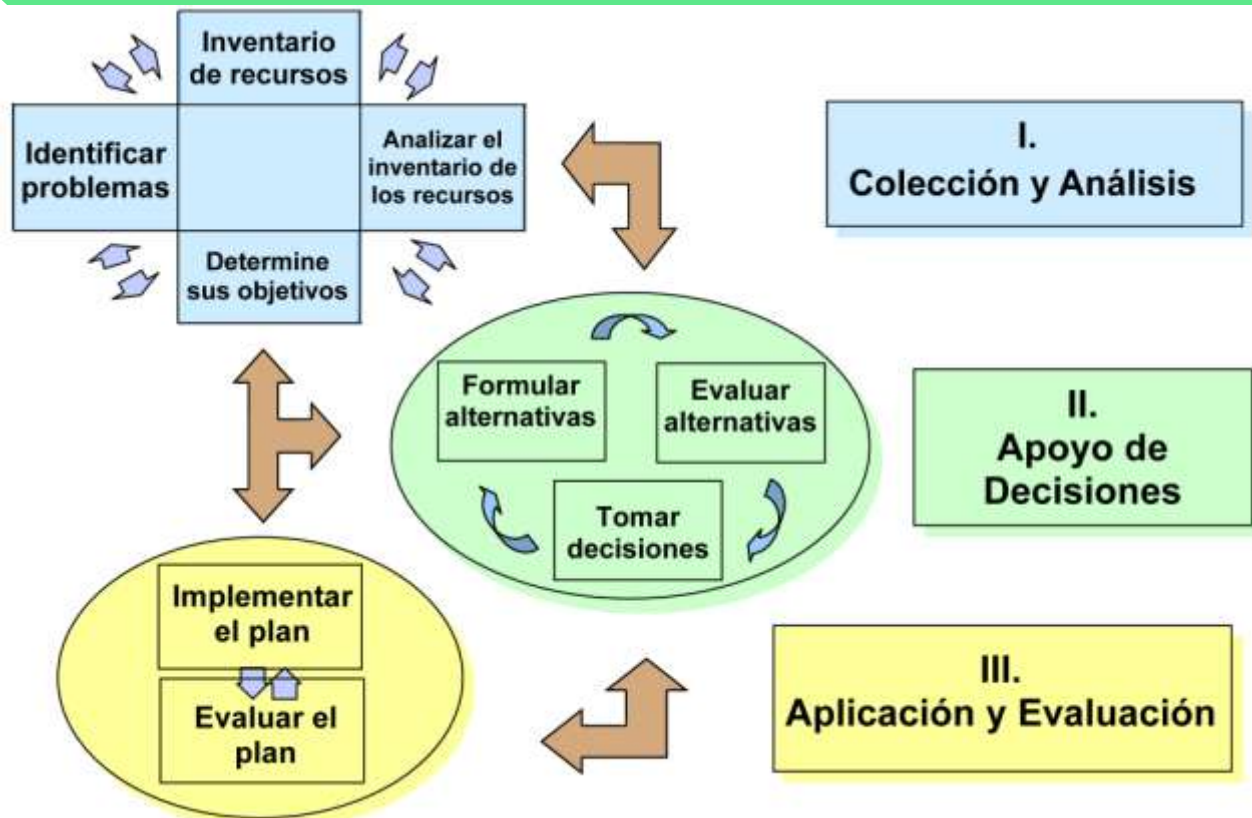 Inventario
de recursos
Identificar
problemas
Analizar el
inventario de
los recursos
Determine
sus objetivos
I.
Colección y Análisis
Formular
alternativas
Evaluar
alternativas
Tomar
decisiones
II.
Apoyo de
Decisiones
Implementar
el plan
Evaluar el
plan
III.
Aplicación y Evaluación